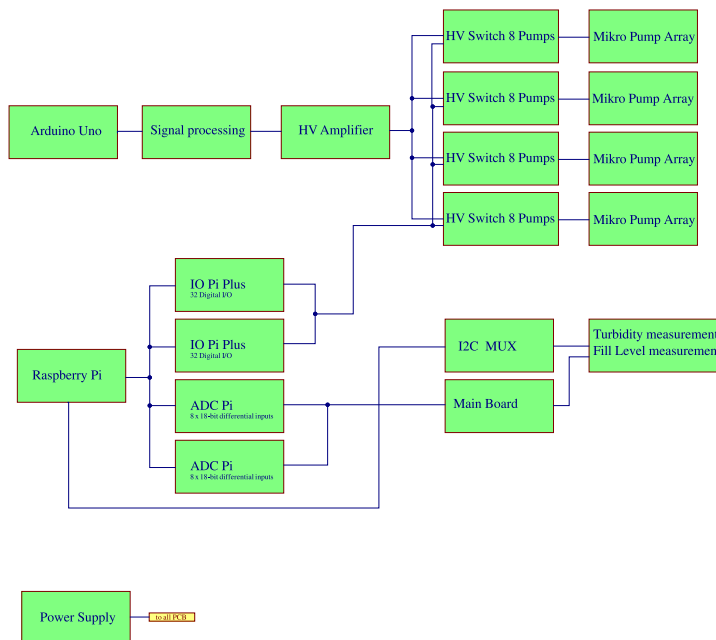 HV Switch 8 Pumps
Mikro Pump Array
HV Switch 8 Pumps
Mikro Pump Array
Arduino Uno
Signal processing
HV Amplifier
HV Switch 8 Pumps
Mikro Pump Array
HV Switch 8 Pumps
Mikro Pump Array
IO Pi Plus
32 Digital I/O
IO Pi Plus
32 Digital I/O
I2C MUX
Turbidity measurement
Fill Level measurement
Raspberry Pi
ADC Pi
8 x 18-bit differential inputs
Main Board
ADC Pi
8 x 18-bit differential inputs
Power Supply
to all PCB